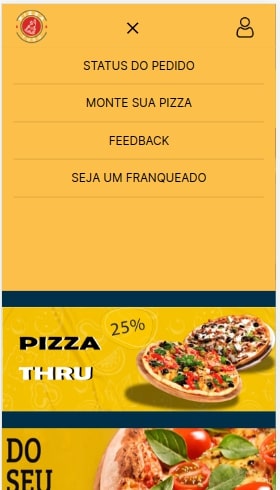 STATUS DO PEDIDO
MONTE SUA PIZZA
FEEDBACK
SEJA UM FRANQUEADO
25%
PIZZA
THRU
DO
SEU